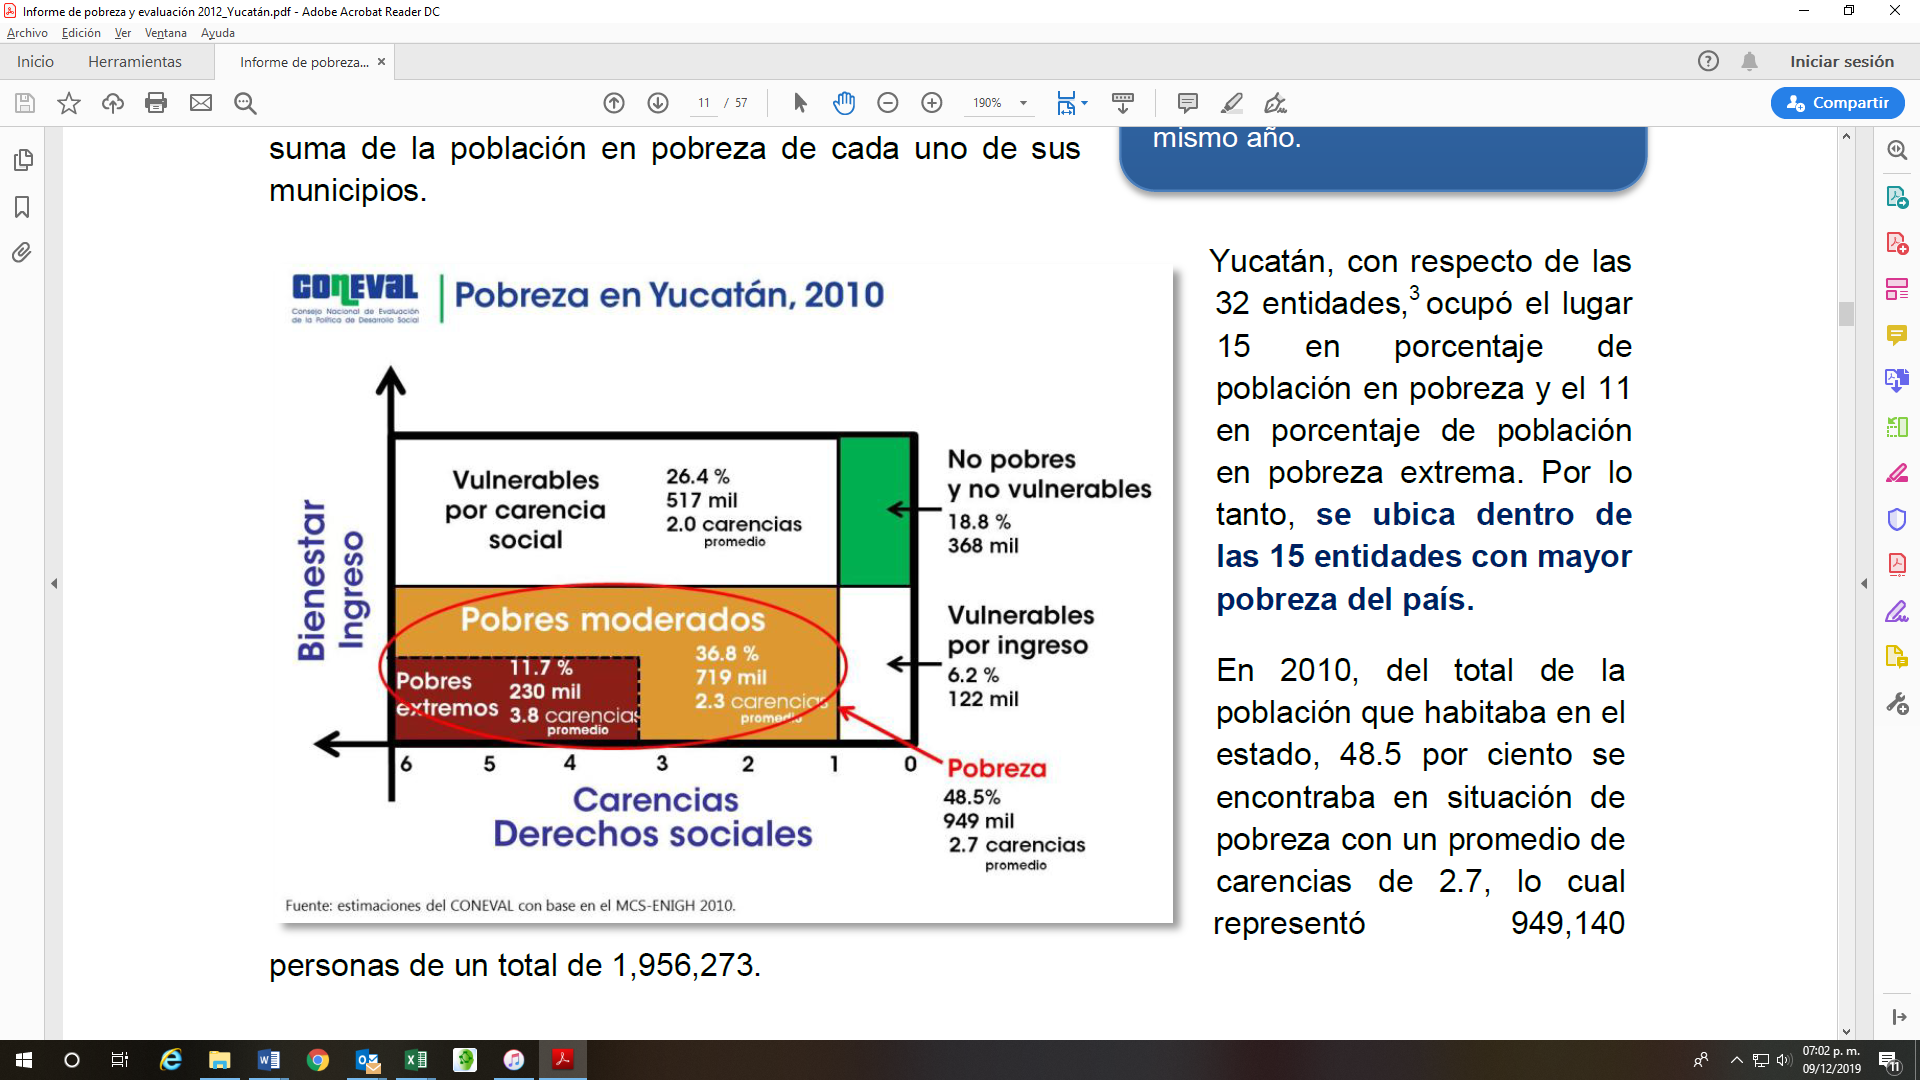 Informe de pobreza y evaluación 2012_Yucatán.pdf - Adobe Acrobat Reader DC
Archivo Edición Ver Ventana Ayuda
Inicio Herramientas Informe de pobreza... × Iniciar sesión
11 / 57 190% Compartir
suma de la población en pobreza de cada uno de sus
municipios.
mismo año.
CONEVAL
Consejo Nacional de Evaluación
de la Política de Desarrollo Social
Pobreza en Yucatán, 2010
Bienestar
Ingreso
Vulnerables
por carencia
social
26.4 %
517 mil
2.0 carencias
promedio
No pobres
y no vulnerables
18.8 %
368 mil
Pobres moderados
36.8 %
719 mil
2.3 carencias
promedio
Pobres
extremos
11.7 %
230 mil
3.8 carencias
promedio
Vulnerables
por ingreso
6.2 %
122 mil
6 5 4 3 2 1 0
Carencias
Derechos sociales
Pobreza
48.5%
949 mil
2.7 carencias
promedio
Fuente: estimaciones del CONEVAL con base en el MCS-ENIGH 2010.
Yucatán, con respecto de las
32 entidades,3 ocupó el lugar
15 en porcentaje de
población en pobreza y el 11
en porcentaje de población
en pobreza extrema. Por lo
tanto, se ubica dentro de
las 15 entidades con mayor
pobreza del país.
En 2010, del total de la
población que habitaba en el
estado, 48.5 por ciento se
encontraba en situación de
pobreza con un promedio de
carencias de 2.7, lo cual
representó 949,140
personas de un total de 1,956,273.
07:02 p. m.
09/12/2019
11